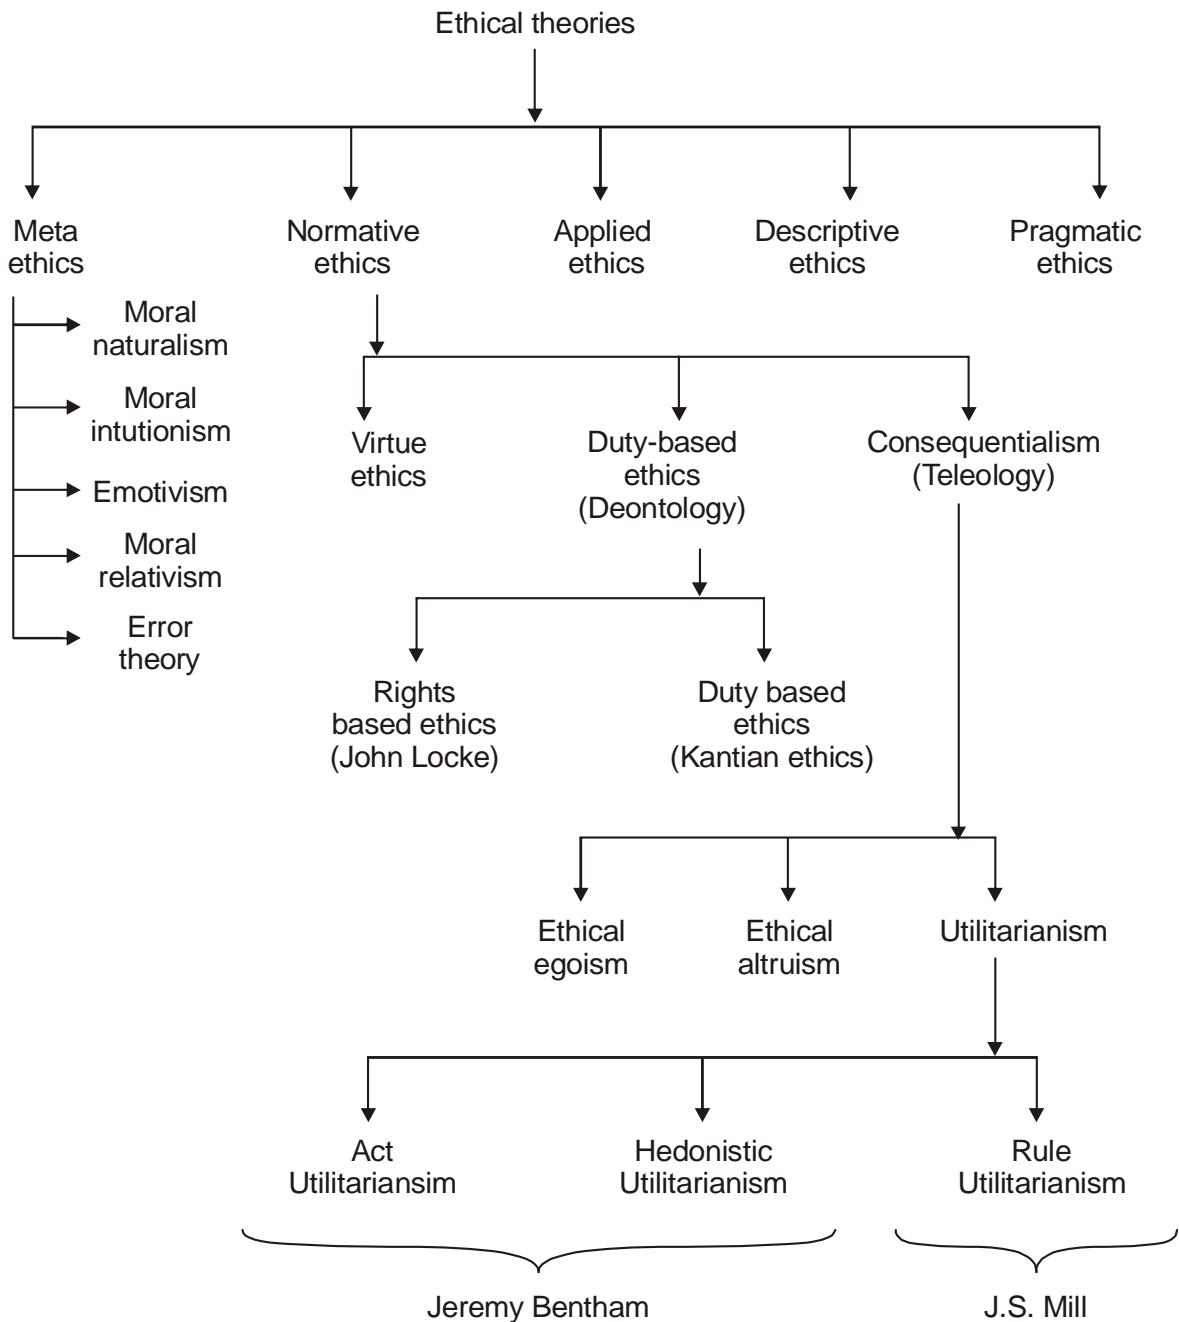 Ethical theories
Meta
ethics
Normative
ethics
Applied
ethics
Descriptive
ethics
Pragmatic
ethics
Moral
naturalism
Moral
intutionism
Emotivism
Moral
relativism
Error
theory
Virtue
ethics
Duty-based
ethics
(Deontology)
Consequentialism
(Teleology)
Rights
based ethics
(John Locke)
Duty based
ethics
(Kantian ethics)
Ethical
egoism
Ethical
altruism
Utilitarianism
Act
Utilitariansim
Hedonistic
Utilitarianism
Rule
Utilitarianism
Jeremy Bentham
J.S. Mill